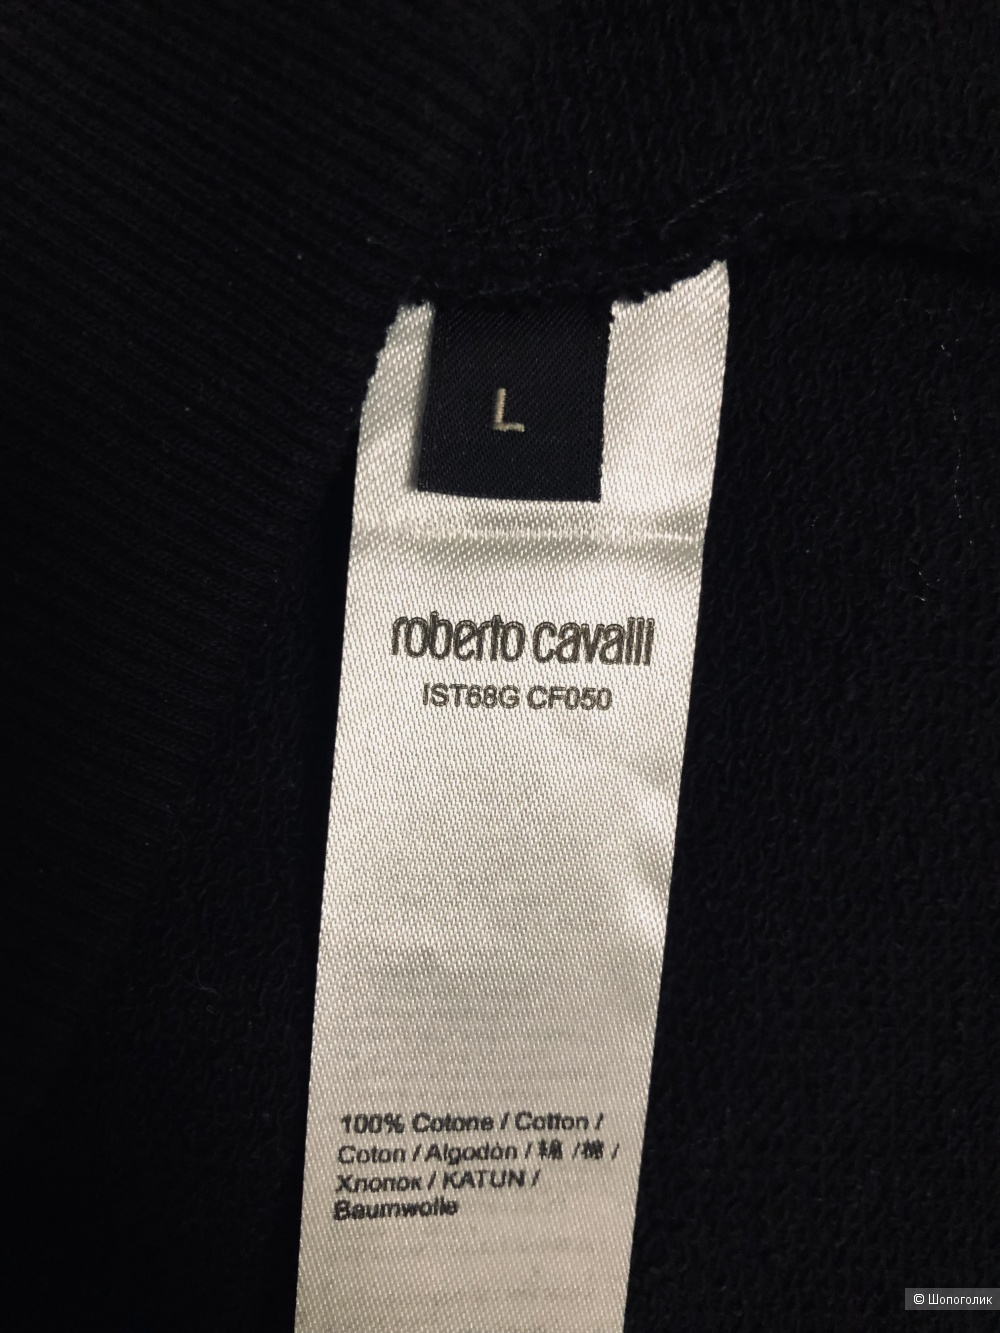 L
roberto cavalli
IST68G CF050
100% Cotone / Cotton /
Coton / Algodón / 綿 /棉 /
Хлопок / KATUN /
Baumwolle
© Шопоголик